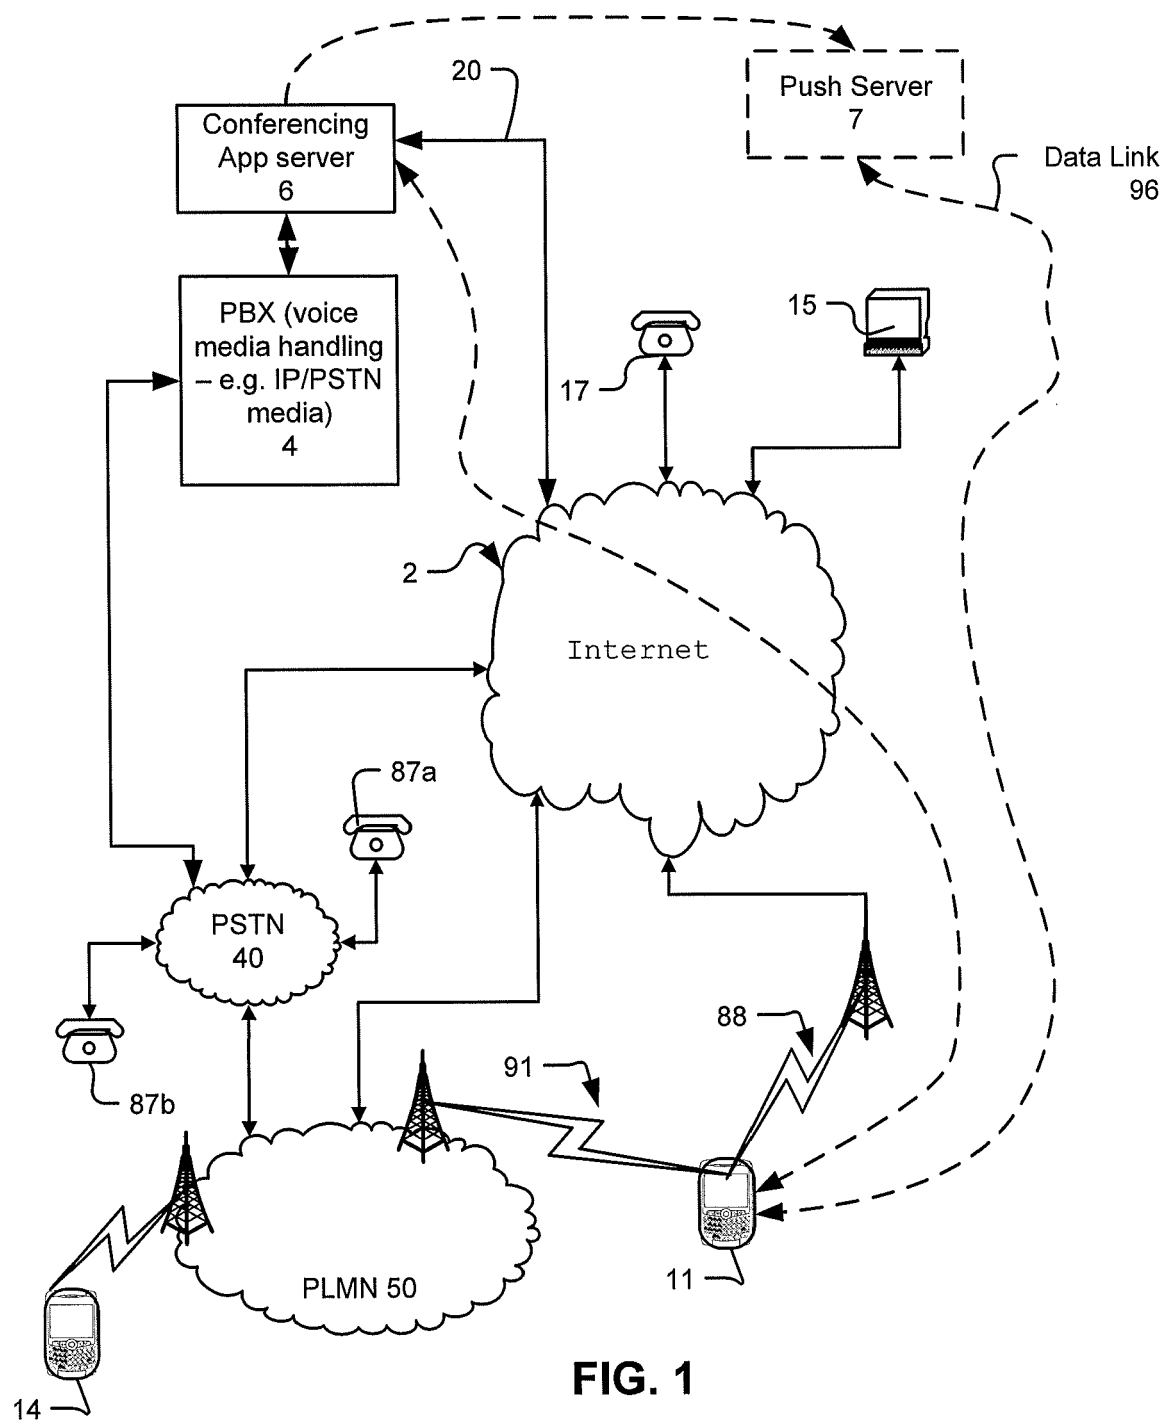 20
Push Server
7
Conferencing
App server
6
Data Link
96
PBX (voice
media handling
– e.g. IP/PSTN
media)
4
15
17
2
Internet
87a
PSTN
40
88
91
87b
PLMN 50
11
14
FIG. 1